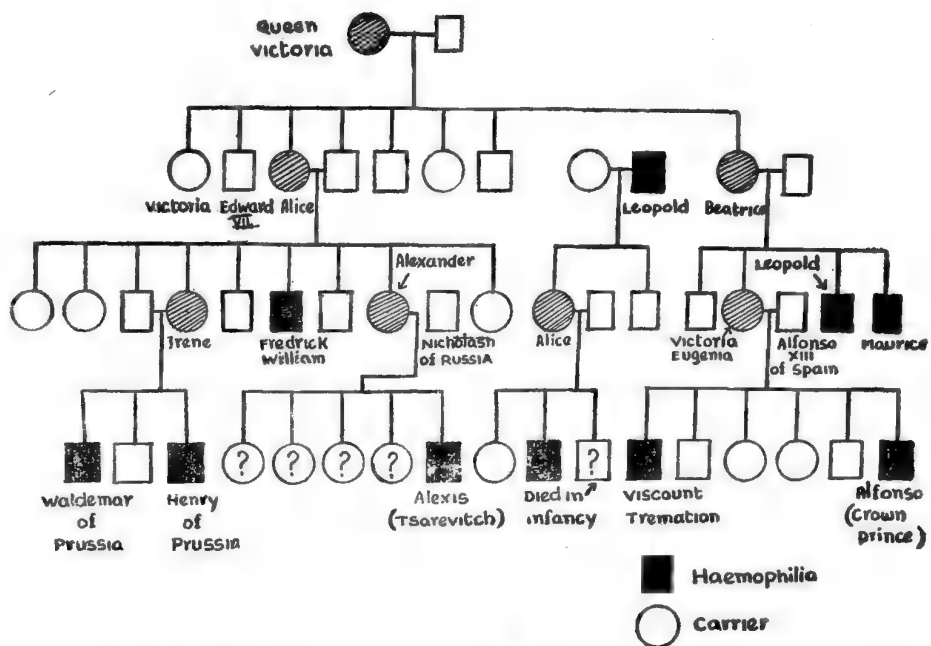 Queen
Victoria
Victoria Edward Alice
VII
Leopold
Beatrice
Alexander
Leopold
Irene
Fredrick
William
Nicholash
of RUSSIA
Alice
Victoria
Eugenia
Alfonso
XIII
of Spain
Maurice
? ? ? ? ?
Waldemar
of
Prussia
Henry
of
Prussia
Alexis
(Tsarevitch)
Died in
infancy
Viscount
Tremation
Alfonso
(Crown
prince)
Haemophilia
Carrier